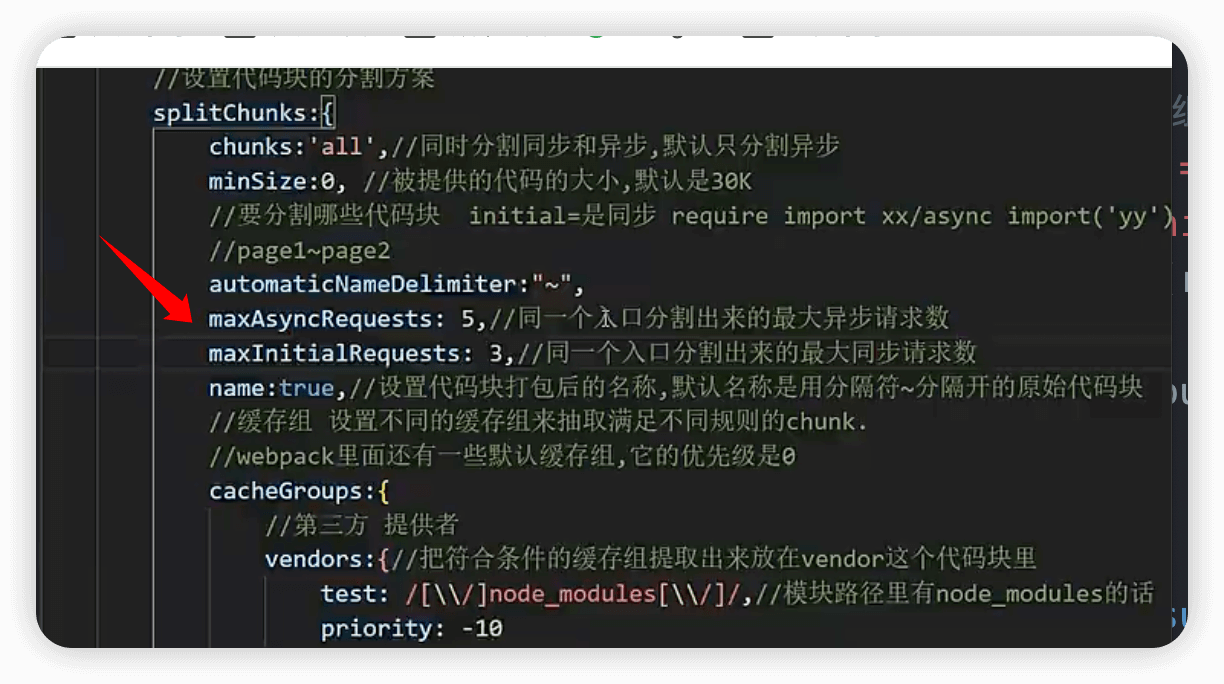 //设置代码块的分割方案
splitChunks:{
chunks:'all',//同时分割同步和异步,默认只分割异步
minSize:0, //被提供的代码的大小,默认是30K
//要分割哪些代码块 initial=是同步 require import xx/async import('yy')
//page1~page2
automaticNameDelimiter:"~",
maxAsyncRequests: 5,//同一个入口分割出来的最大异步请求数
maxInitialRequests: 3,//同一个入口分割出来的最大同步请求数
name:true,//设置代码块打包后的名称,默认名称是用分隔符~分隔开的原始代码块
//缓存组 设置不同的缓存组来抽取满足不同规则的chunk.
//webpack里面还有一些默认缓存组,它的优先级是0
cacheGroups:{
//第三方 提供者
vendors:{//把符合条件的缓存组提取出来放在vendor这个代码块里
test: /[\\/]node_modules[\\/]/,//模块路径里有node_modules的话
priority: -10